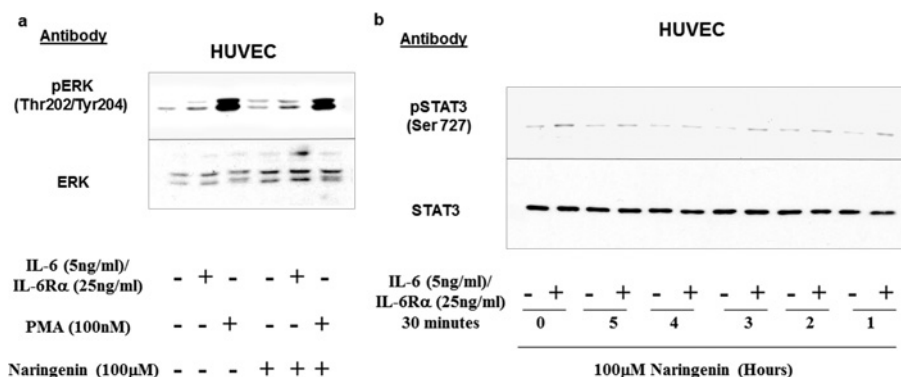 a
Antibody
HUVEC
pERK
(Thr202/Tyr204)
ERK
IL-6 (5ng/ml)/
IL-6Rα (25ng/ml)
- + - - + -
PMA (100nM)
- - + - - +
Naringenin (100μM)
- - - + + +
b
Antibody
HUVEC
pSTAT3
(Ser 727)
STAT3
IL-6 (5ng/ml)/
IL-6Rα (25ng/ml)
- + - + - + - + - + - +
30 minutes
0 5 4 3 2 1
100μM Naringenin (Hours)